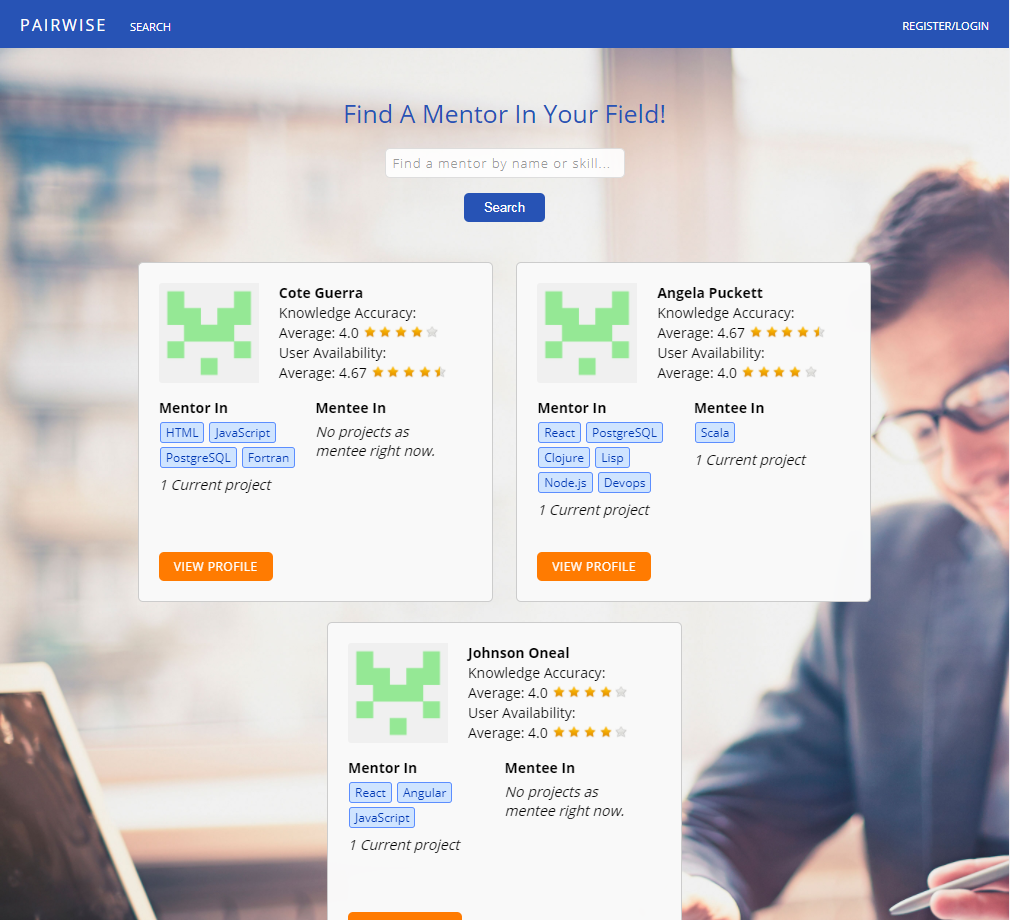 PAIRWISE SEARCH REGISTER/LOGIN
Find A Mentor In Your Field!
Find a mentor by name or skill...
Search
Cote Guerra
Knowledge Accuracy:
Average: 4.0
User Availability:
Average: 4.67
Mentor In
HTML JavaScript
PostgreSQL Fortran
1 Current project
Mentee In
No projects as
mentee right now.
VIEW PROFILE
Angela Puckett
Knowledge Accuracy:
Average: 4.67
User Availability:
Average: 4.0
Mentor In
React PostgreSQL
Clojure Lisp
Node.js Devops
1 Current project
Mentee In
Scala
1 Current project
VIEW PROFILE
Johnson Oneal
Knowledge Accuracy:
Average: 4.0
User Availability:
Average: 4.0
Mentor In
React Angular
JavaScript
1 Current project
Mentee In
No projects as
mentee right now.